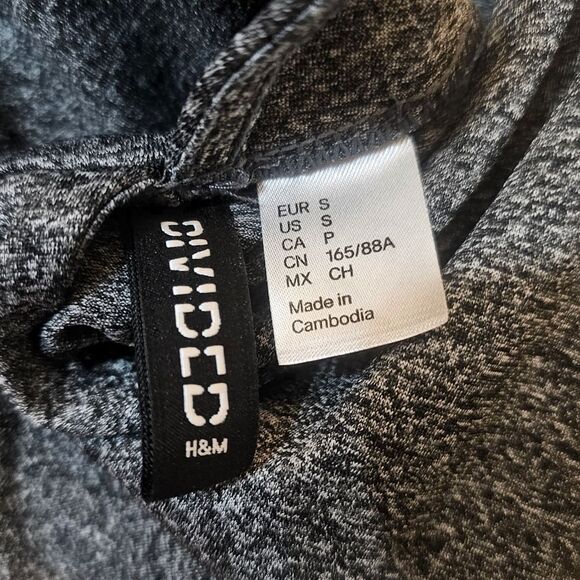 DIVIDED
H&M
EUR S
US S
CA P
CN 165/88A
MX CH
Made in
Cambodia